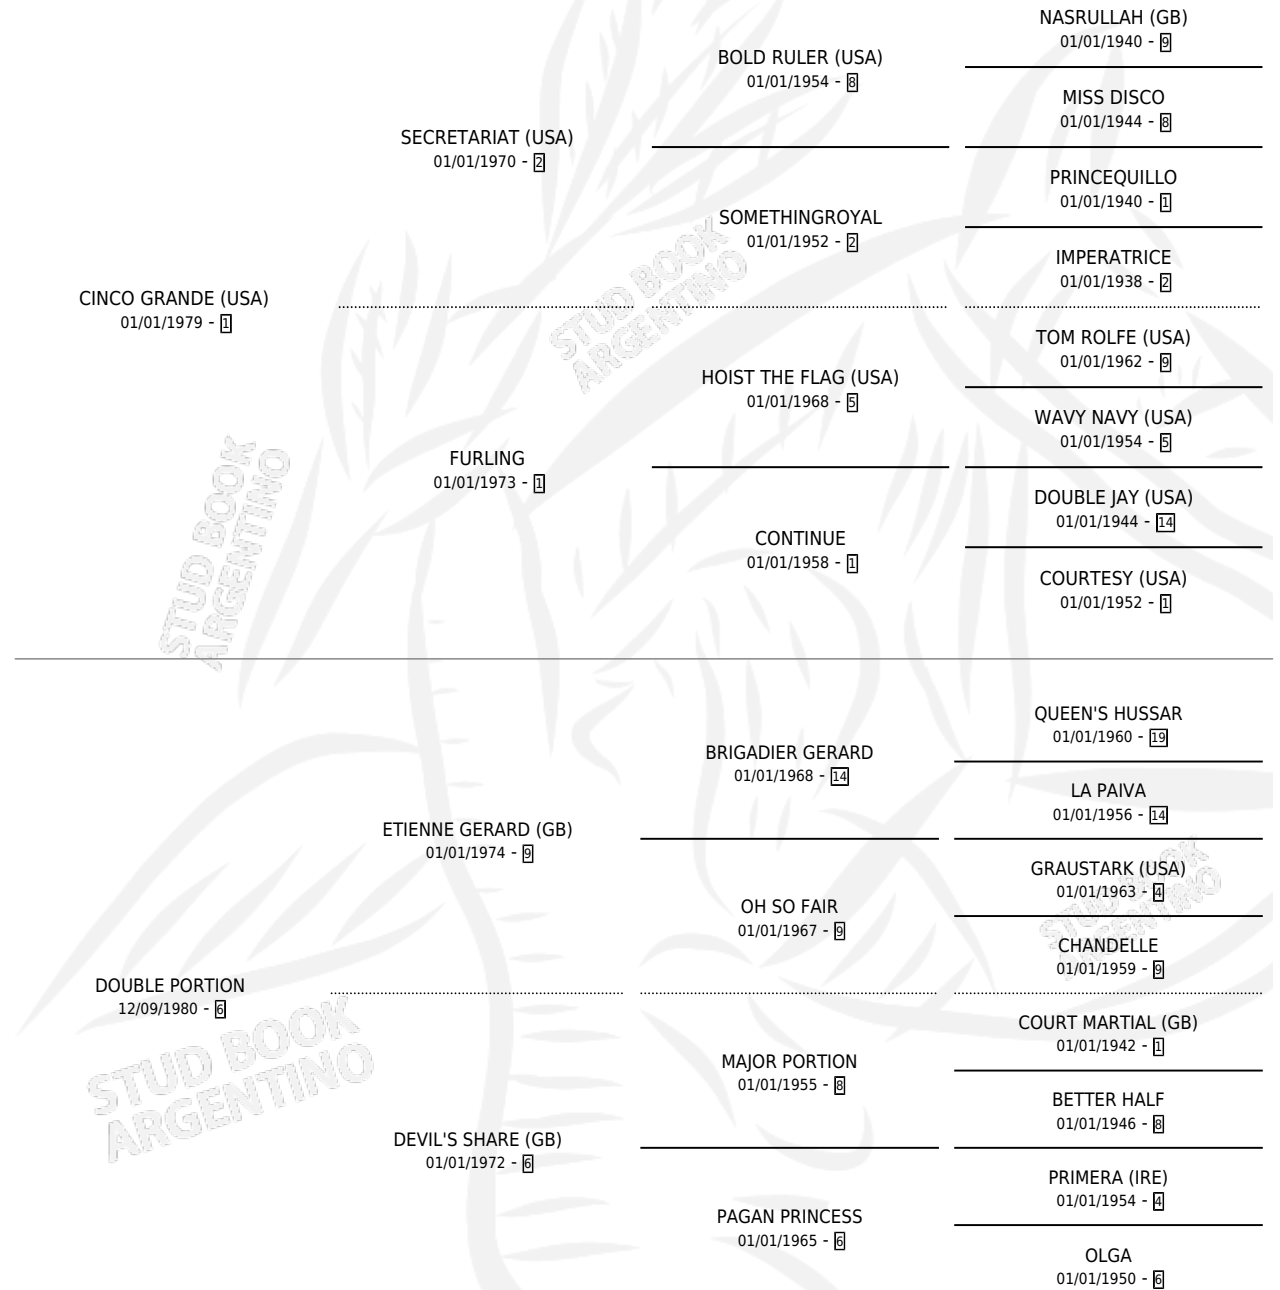 NASRULLAH (GB)
01/01/1940 - 9
BOLD RULER (USA)
01/01/1954 - 8
MISS DISCO
01/01/1944 - 8
SECRETARIAT (USA)
01/01/1970 - 2
PRINCEQUILLO
01/01/1940 - 1
SOMETHINGROYAL
01/01/1952 - 2
IMPERATRICE
01/01/1938 - 2
CINCO GRANDE (USA)
01/01/1979 - 1
TOM ROLFE (USA)
01/01/1962 - 9
HOIST THE FLAG (USA)
01/01/1968 - 5
WAVY NAVY (USA)
01/01/1954 - 5
FURLING
01/01/1973 - 1
DOUBLE JAY (USA)
01/01/1944 - 14
CONTINUE
01/01/1958 - 1
COURTESY (USA)
01/01/1952 - 1
QUEEN'S HUSSAR
01/01/1960 - 19
BRIGADIER GERARD
01/01/1968 - 14
LA PAIVA
01/01/1956 - 14
ETIENNE GERARD (GB)
01/01/1974 - 9
GRAUSTARK (USA)
01/01/1963 - 4
OH SO FAIR
01/01/1967 - 9
CHANDELLE
01/01/1959 - 9
DOUBLE PORTION
12/09/1980 - 6
COURT MARTIAL (GB)
01/01/1942 - 1
MAJOR PORTION
01/01/1955 - 8
BETTER HALF
01/01/1946 - 8
DEVIL'S SHARE (GB)
01/01/1972 - 6
PRIMERA (IRE)
01/01/1954 - 4
PAGAN PRINCESS
01/01/1965 - 6
OLGA
01/01/1950 - 6
STUD BOOK
ARGENTINO
STUD BOOK
ARGENTINO
STUD BOOK
ARGENTINO
STUD BOOK
ARGENTINO